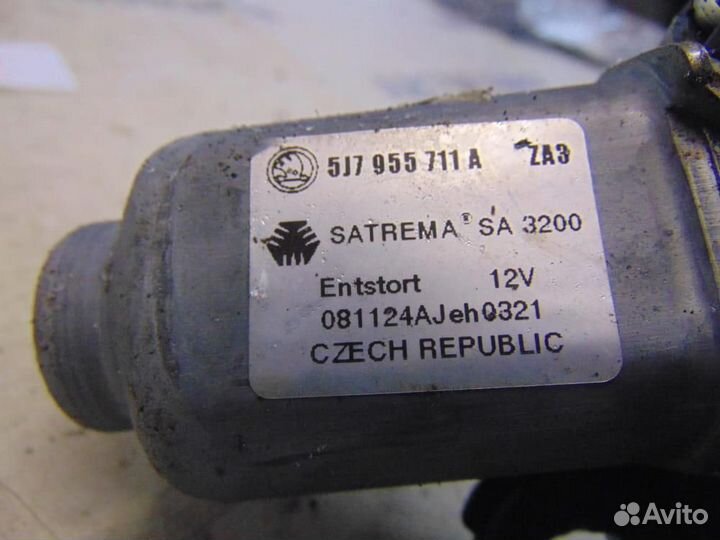 5J7 955 711 A ZA3
SATREMA® SA 3200
Entstort 12V
081124AJeh0321
CZECH REPUBLIC
Avito